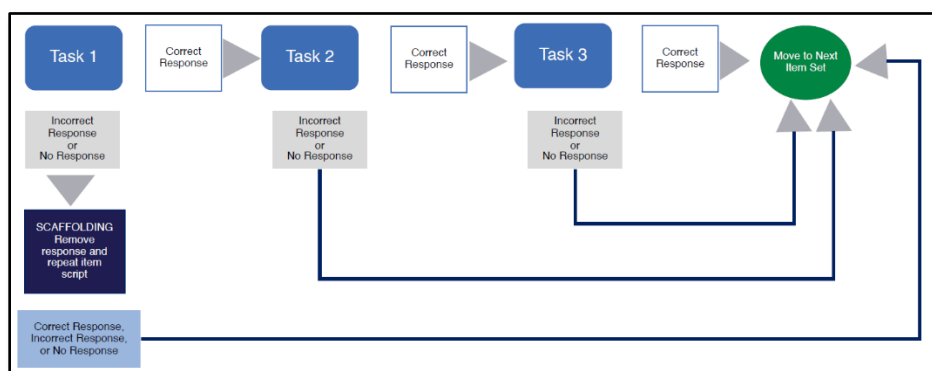 Task 1
Correct
Response
Task 2
Correct
Response
Task 3
Correct
Response
Move to Next
Item Set
Incorrect
Response
or
No Response
Incorrect
Response
or
No Response
Incorrect
Response
or
No Response
SCAFFOLDING
Remove
response and
repeat item
script
Correct Response,
Incorrect Response,
or No Response